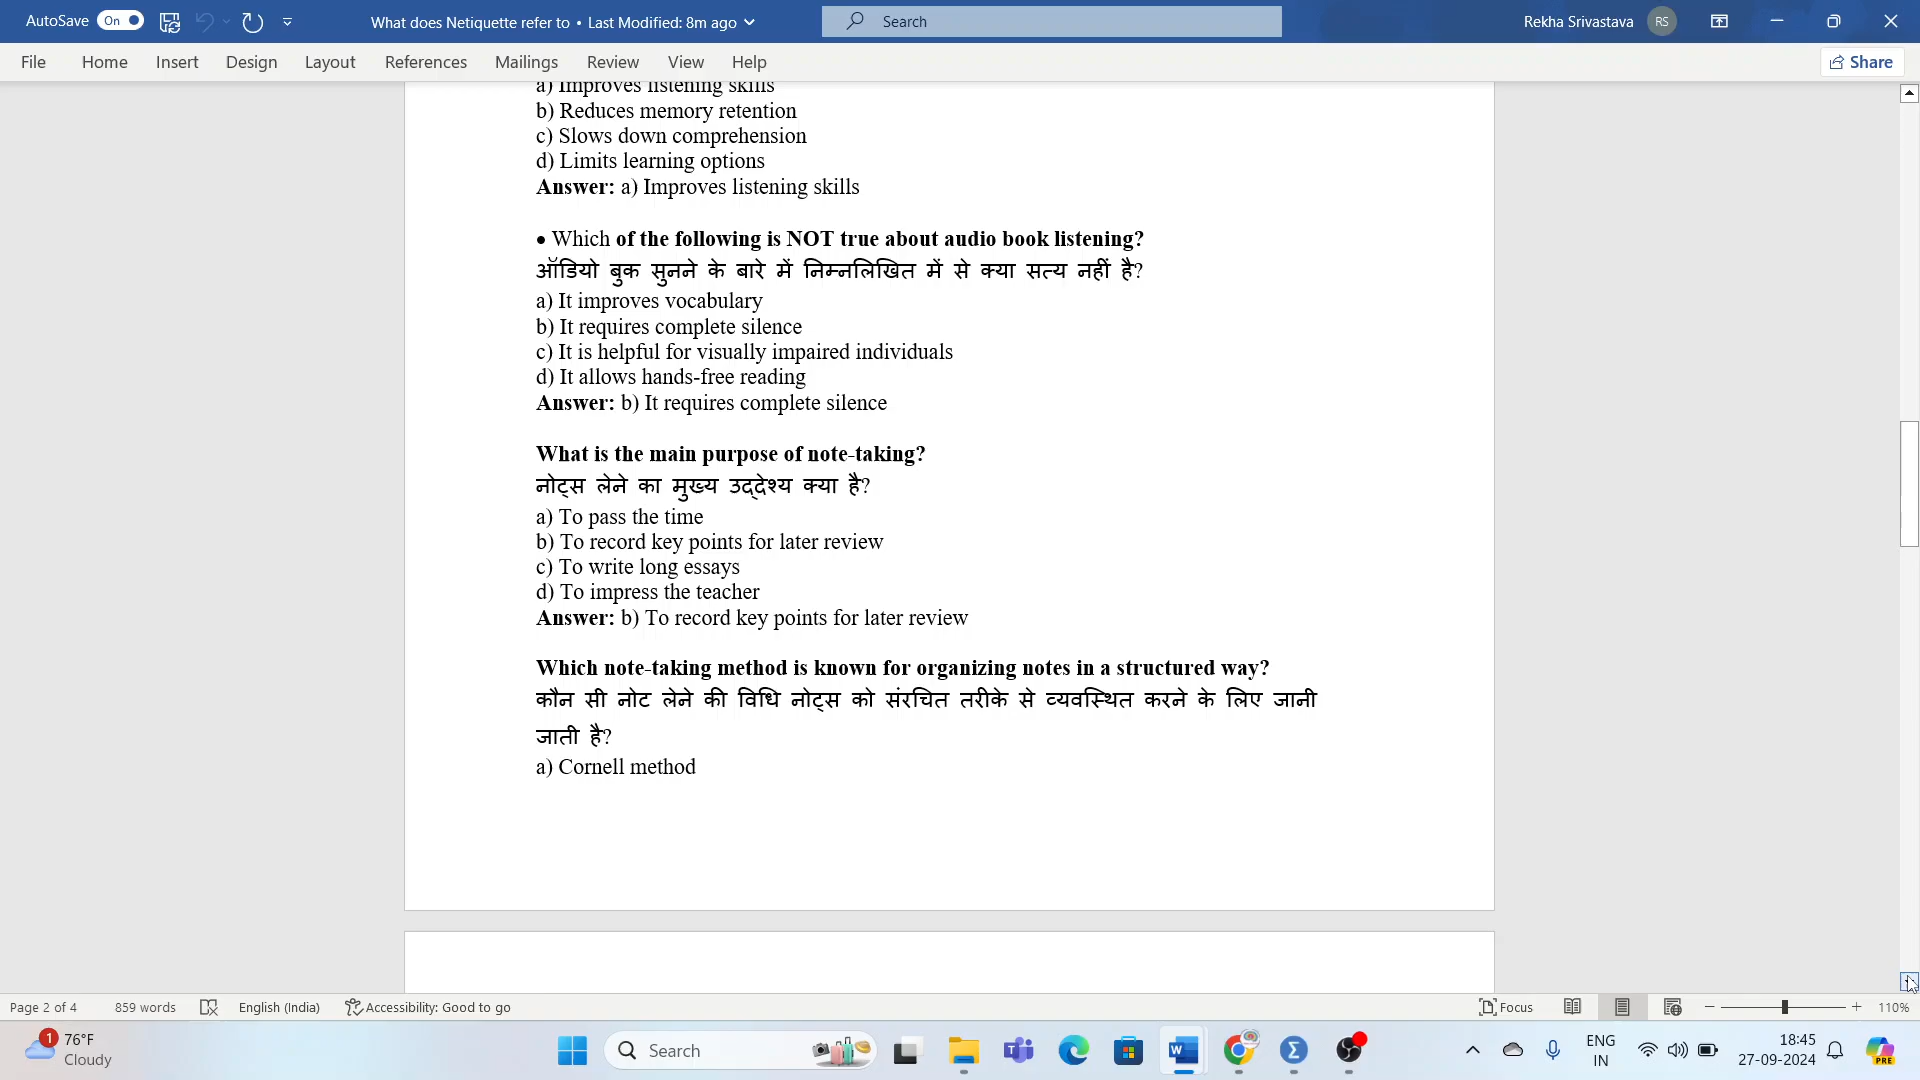 AutoSave On What does Netiquette refer to • Last Modified: 8m ago Search Rekha Srivastava RS
File Home Insert Design Layout References Mailings Review View Help Share
a) Improves listening skills
b) Reduces memory retention
c) Slows down comprehension
d) Limits learning options
Answer: a) Improves listening skills
• Which of the following is NOT true about audio book listening?
ऑडियो बुक सुनने के बारे में निम्नलिखित में से क्या सत्य नहीं है?
a) It improves vocabulary
b) It requires complete silence
c) It is helpful for visually impaired individuals
d) It allows hands-free reading
Answer: b) It requires complete silence
What is the main purpose of note-taking?
नोट्स लेने का मुख्य उद्देश्य क्या है?
a) To pass the time
b) To record key points for later review
c) To write long essays
d) To impress the teacher
Answer: b) To record key points for later review
Which note-taking method is known for organizing notes in a structured way?
कौन सी नोट लेने की विधि नोट्स को संरचित तरीके से व्यवस्थित करने के लिए जानी
जाती है?
a) Cornell method
Page 2 of 4 859 words English (India) Accessibility: Good to go Focus 110%
1 76°F Search ENG 18:45
Cloudy IN 27-09-2024 PRE